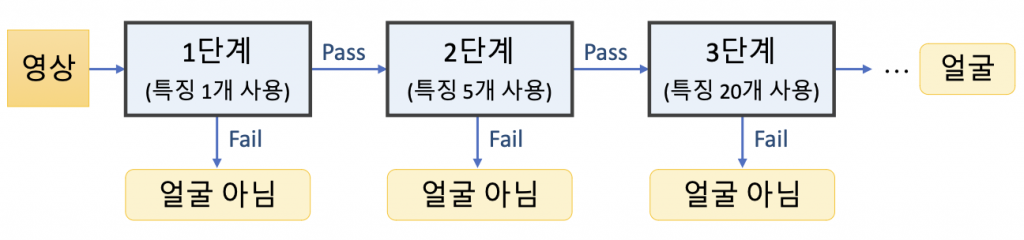 영상
1단계
(특징 1개 사용)
Pass
2단계
(특징 5개 사용)
Pass
3단계
(특징 20개 사용)
...
얼굴
Fail
Fail
Fail
얼굴 아님
얼굴 아님
얼굴 아님